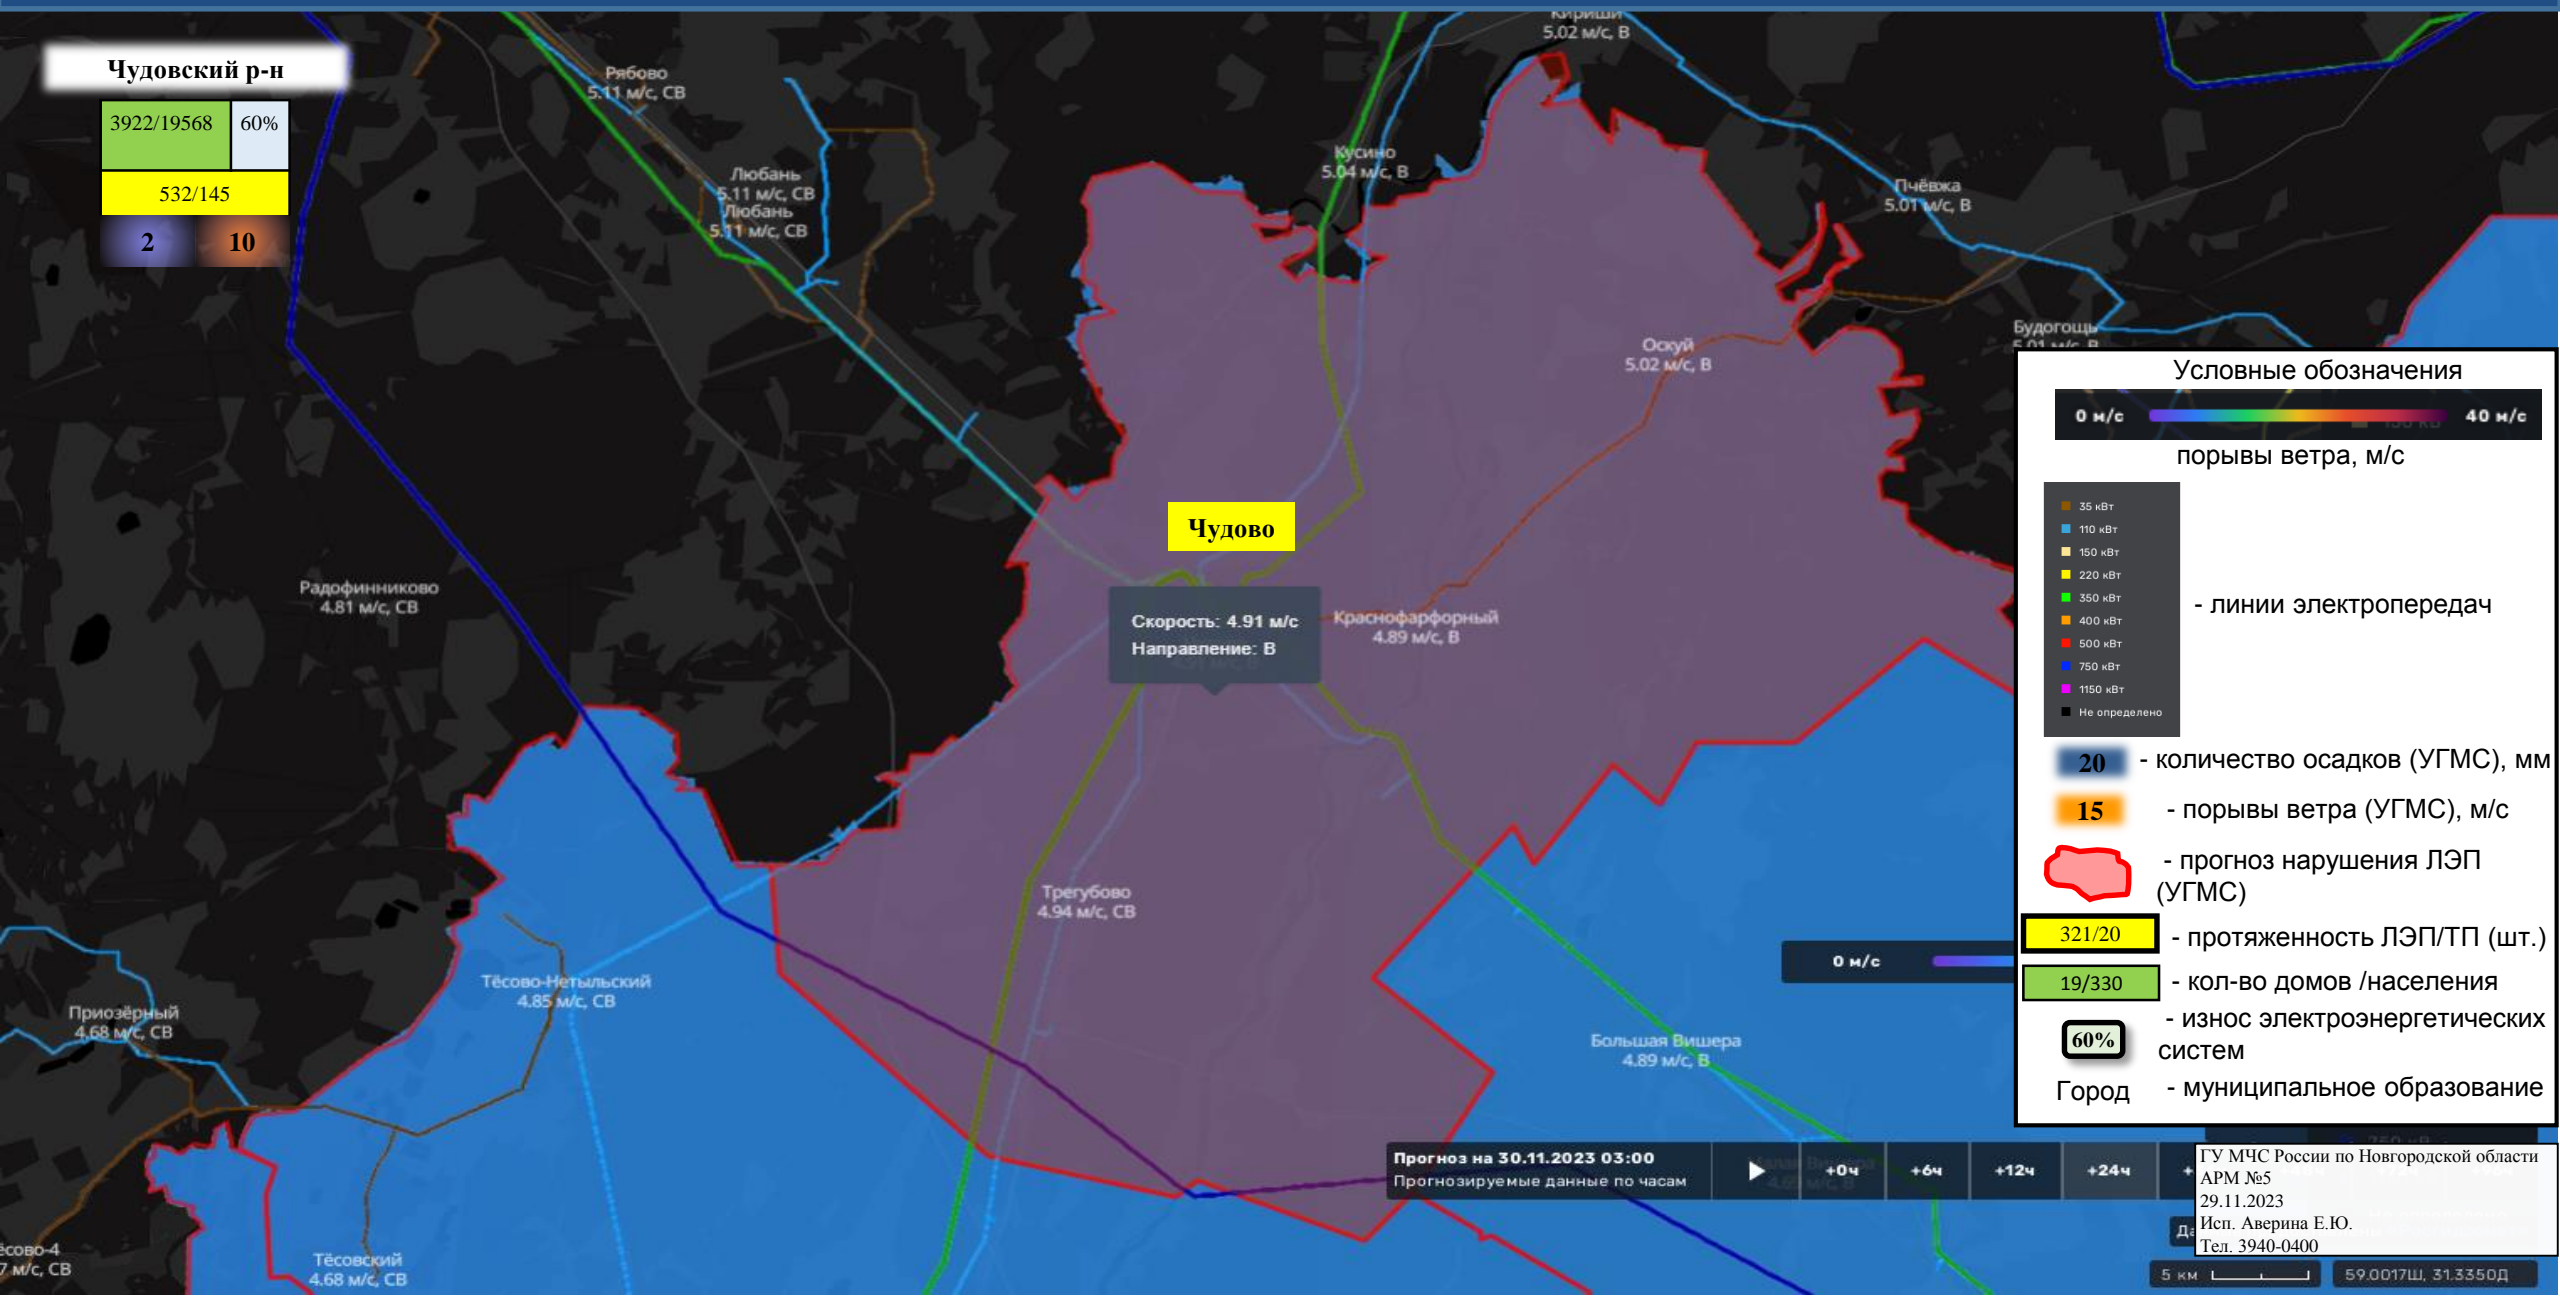 Чудовский р-н
3922/19568 60%
532/145
2 10
Кириши
5.02 м/с, В
Рябово
5.11 м/с, СВ
Любань
5.11 м/с, СВ
Любань
5.11 м/с, СВ
Кусино
5.04 м/с, В
Пчёвжа
5.01 м/с, В
Будогощь
5.01 м/с, В
Оскуй
5.02 м/с, В
Чудово
Скорость: 4.91 м/с
Направление: В
Краснофарфорный
4.89 м/с, В
Радофинниково
4.81 м/с, СВ
Трегубово
4.94 м/с, СВ
Тёсово-Нетыльский
4.85 м/с, СВ
Приозёрный
4.68 м/с, СВ
Большая Вишера
4.89 м/с, В
Тёсовский
4.68 м/с, СВ
ёсово-4
7 м/с, СВ
0 м/с
Условные обозначения
0 м/с 40 м/с
порывы ветра, м/с
35 кВт
110 кВт
150 кВт
220 кВт
350 кВт
400 кВт
500 кВт
750 кВт
1150 кВт
Не определено
- линии электропередач
20 - количество осадков (УГМС), мм
15 - порывы ветра (УГМС), м/с
- прогноз нарушения ЛЭП
(УГМС)
321/20 - протяженность ЛЭП/ТП (шт.)
19/330 - кол-во домов /населения
60% - износ электроэнергетических
систем
Город - муниципальное образование
Прогноз на 30.11.2023 03:00
Прогнозируемые данные по часам
+0ч +6ч +12ч +24ч +
ГУ МЧС России по Новгородской области
АРМ №5
29.11.2023
Исп. Аверина Е.Ю.
Тел. 3940-0400
5 км
59.0017Ш, 31.3350Д